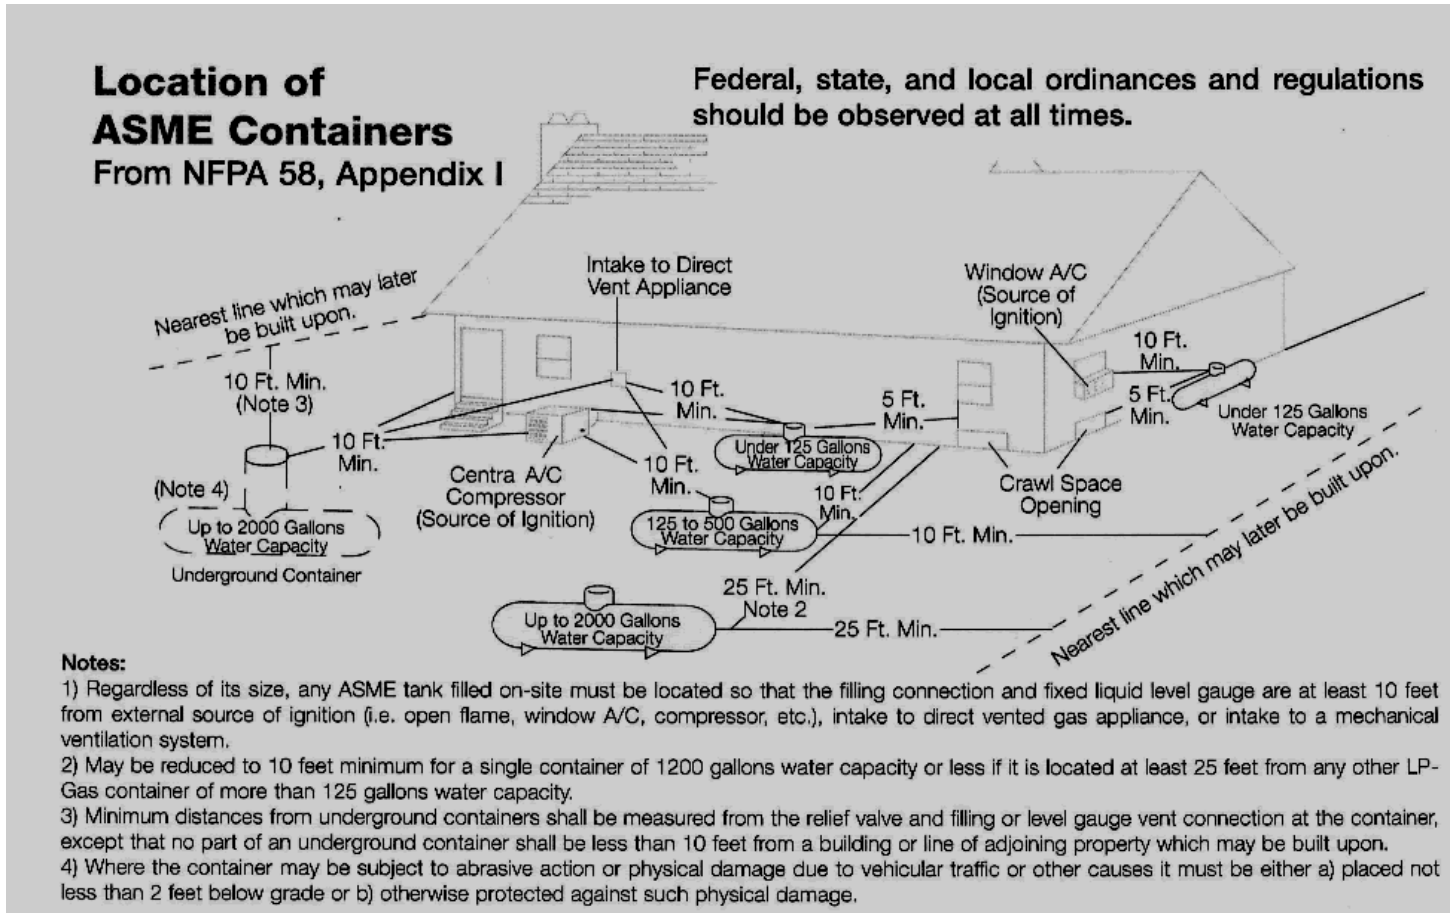 Location of
ASME Containers
From NFPA 58, Appendix I
Federal, state, and local ordinances and regulations
should be observed at all times.
Nearest line which may later
be built upon.
Intake to Direct
Vent Appliance
Window A/C
(Source of
Ignition)
10 Ft. Min.
(Note 3)
10 Ft.
Min.
10 Ft.
Min.
5 Ft.
Min.
10 Ft.
Min.
5 Ft.
Min.
Under 125 Gallons
Water Capacity
(Note 4)
Up to 2000 Gallons
Water Capacity
Underground Container
Centra A/C
Compressor
(Source of Ignition)
Under 125 Gallons
Water Capacity
10 Ft.
Min.
10 Ft.
Min.
Crawl Space
Opening
125 to 500 Gallons
Water Capacity
10 Ft. Min.
25 Ft. Min.
Note 2
Up to 2000 Gallons
Water Capacity
25 Ft. Min.
Nearest line which may later be built upon.
Notes:
1) Regardless of its size, any ASME tank filled on-site must be located so that the filling connection and fixed liquid level gauge are at least 10 feet
from external source of ignition (i.e. open flame, window A/C, compressor, etc.), intake to direct vented gas appliance, or intake to a mechanical
ventilation system.
2) May be reduced to 10 feet minimum for a single container of 1200 gallons water capacity or less if it is located at least 25 feet from any other LP-
Gas container of more than 125 gallons water capacity.
3) Minimum distances from underground containers shall be measured from the relief valve and filling or level gauge vent connection at the container,
except that no part of an underground container shall be less than 10 feet from a building or line of adjoining property which may be built upon.
4) Where the container may be subject to abrasive action or physical damage due to vehicular traffic or other causes it must be either a) placed not
less than 2 feet below grade or b) otherwise protected against such physical damage.